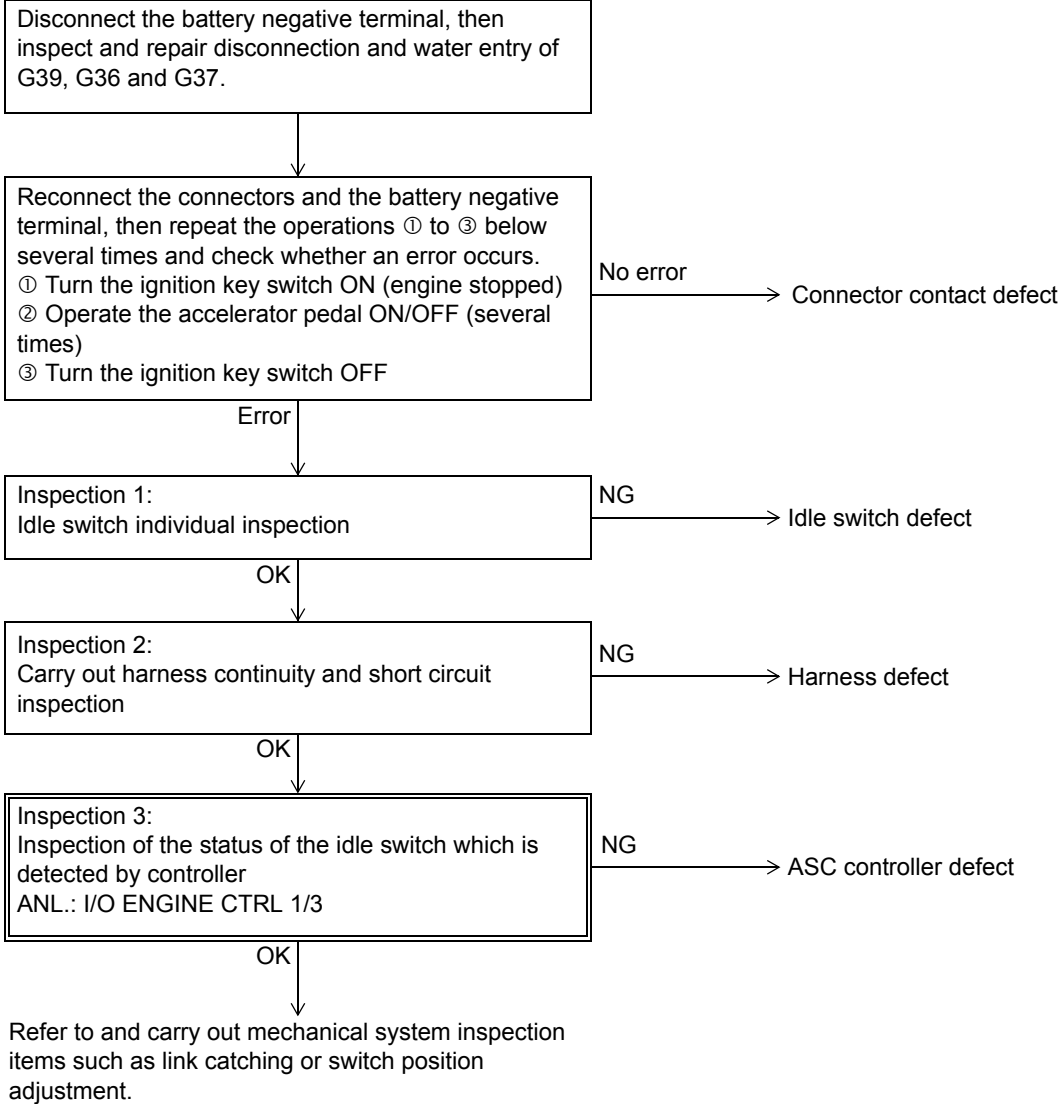 Disconnect the battery negative terminal, then
inspect and repair disconnection and water entry of
G39, G36 and G37.
Reconnect the connectors and the battery negative
terminal, then repeat the operations ① to ③ below
several times and check whether an error occurs.
① Turn the ignition key switch ON (engine stopped)
② Operate the accelerator pedal ON/OFF (several
times)
③ Turn the ignition key switch OFF
No error
Connector contact defect
Error
Inspection 1:
Idle switch individual inspection
NG
Idle switch defect
OK
Inspection 2:
Carry out harness continuity and short circuit
inspection
NG
Harness defect
OK
Inspection 3:
Inspection of the status of the idle switch which is
detected by controller
ANL.: I/O ENGINE CTRL 1/3
NG
ASC controller defect
OK
Refer to and carry out mechanical system inspection
items such as link catching or switch position
adjustment.